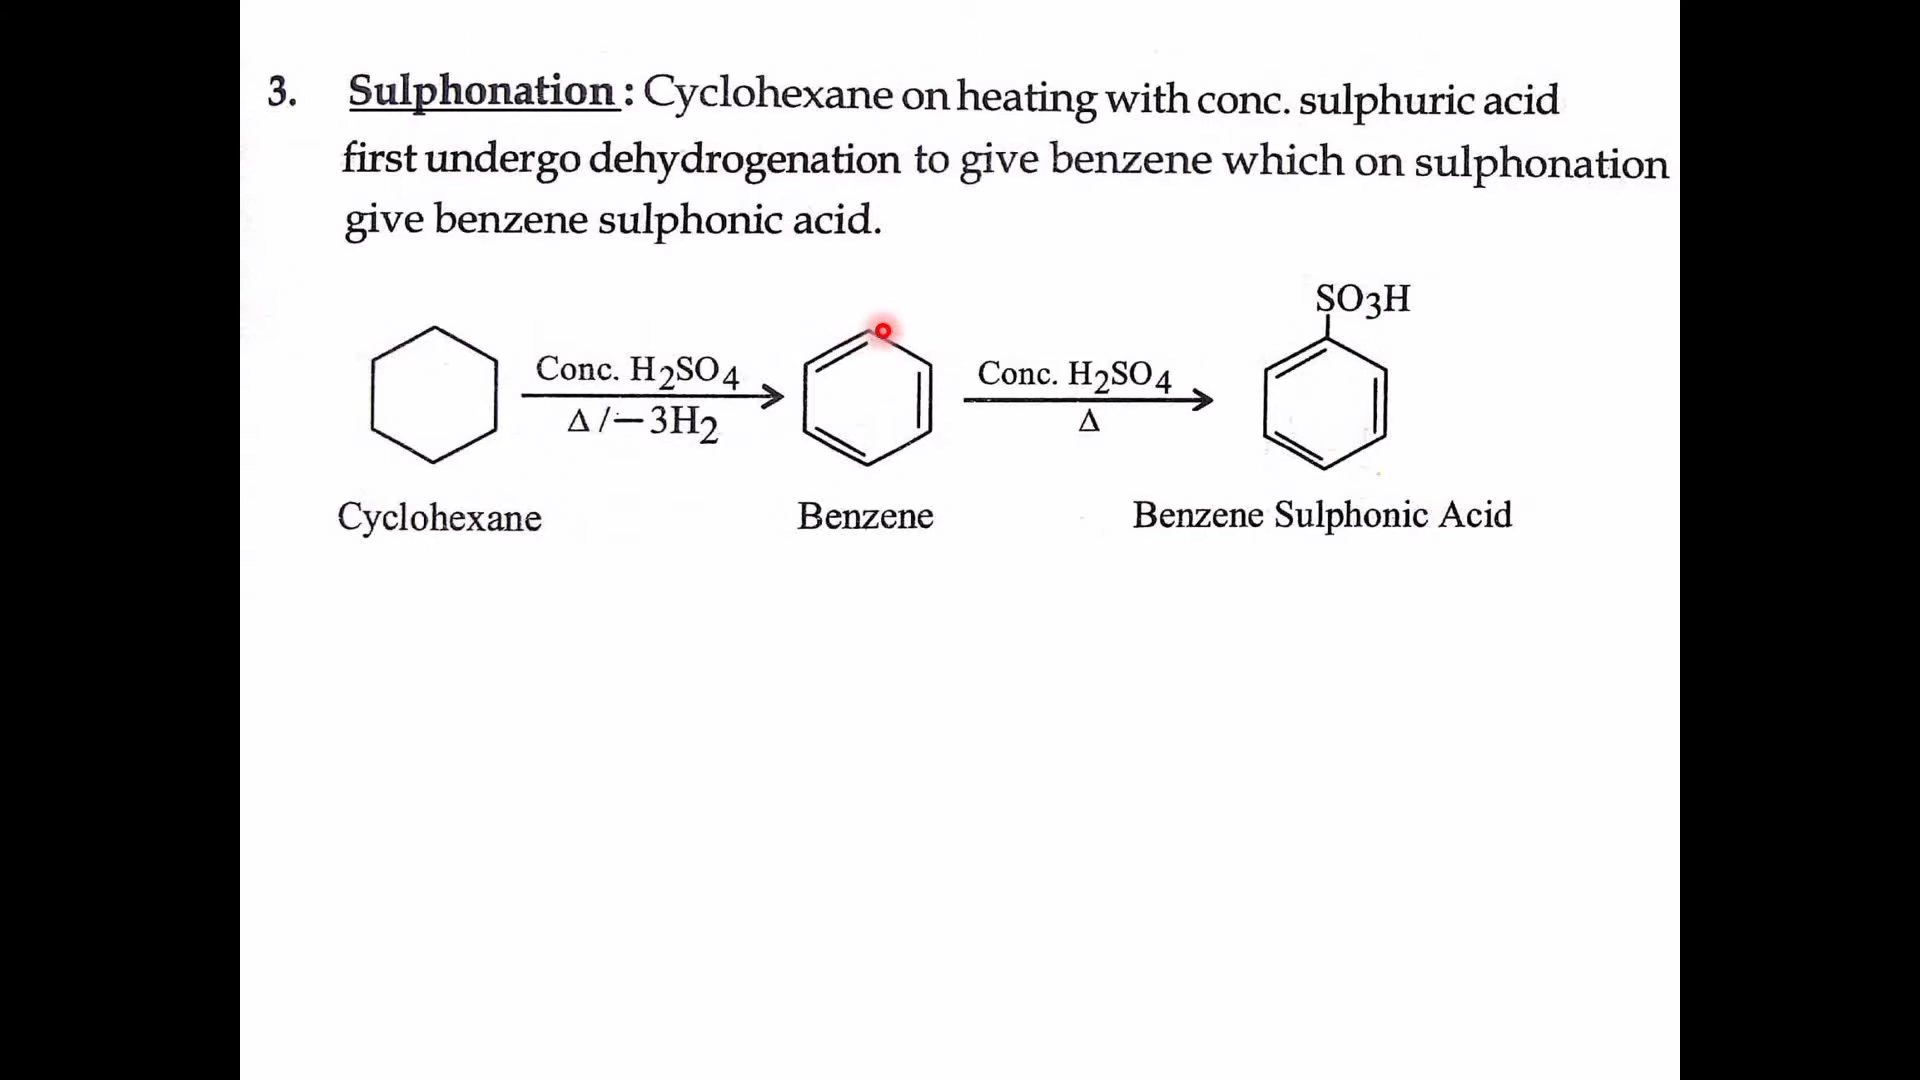 3. Sulphonation : Cyclohexane on heating with conc. sulphuric acid
first undergo dehydrogenation to give benzene which on sulphonation
give benzene sulphonic acid.
SO3H
Conc. H2SO4
Δ /− 3H2
Conc. H2SO4
Δ
Cyclohexane
Benzene
Benzene Sulphonic Acid